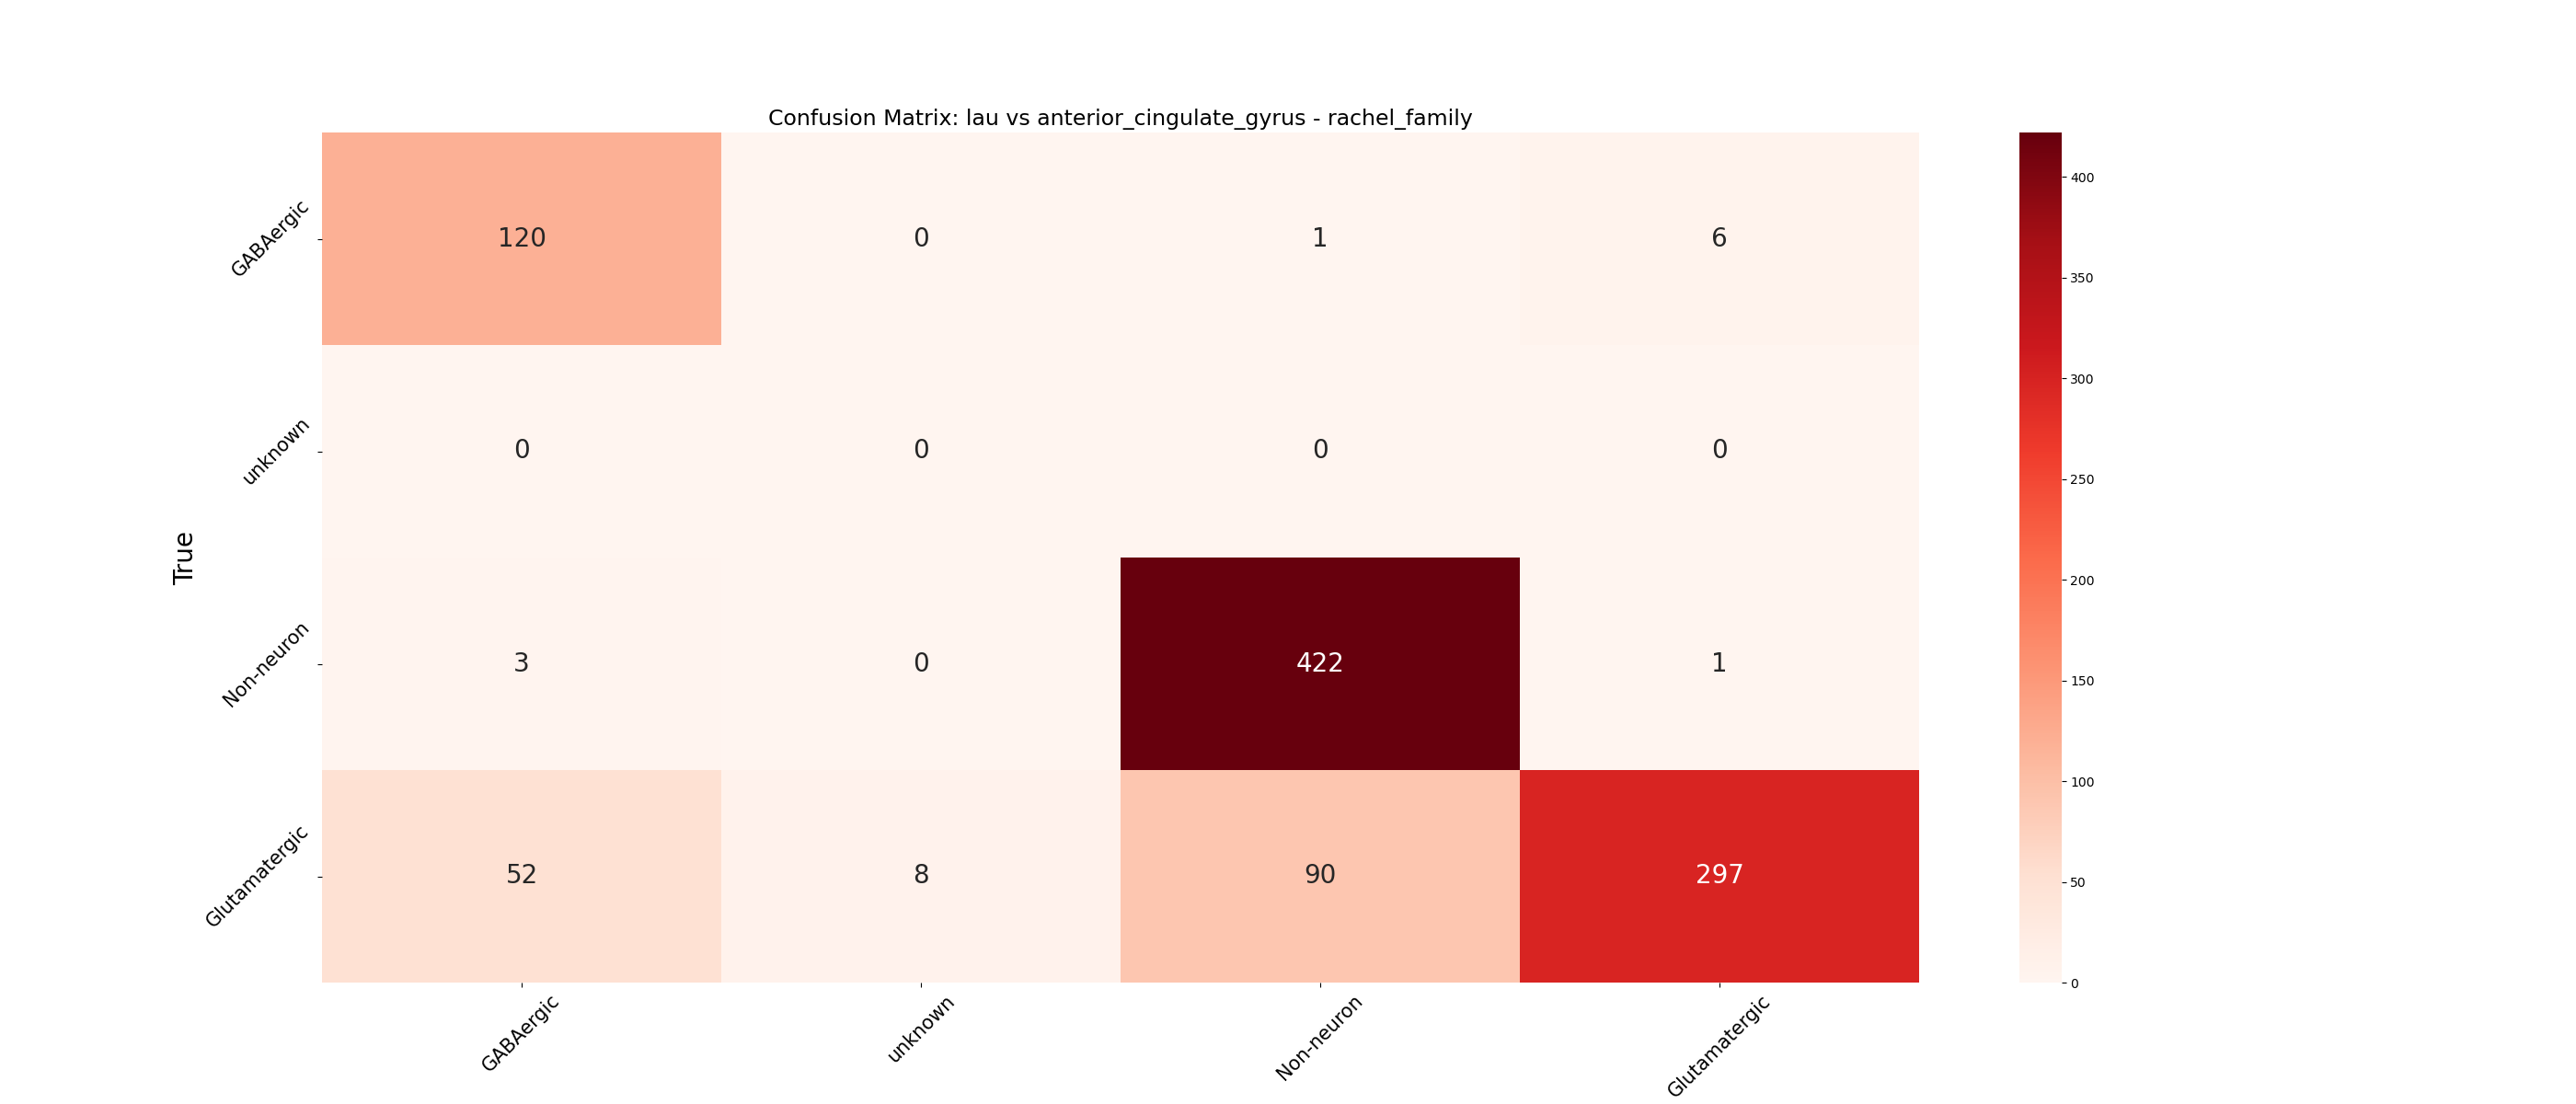 Confusion Matrix: lau vs anterior_cingulate_gyrus - rachel_family
True
GABAergic
120 0 1 6
unknown
0 0 0 0
Non-neuron
3 0 422 1
Glutamatergic
52 8 90 297
GABAergic unknown Non-neuron Glutamatergic
400
350
300
250
200
150
100
50
0